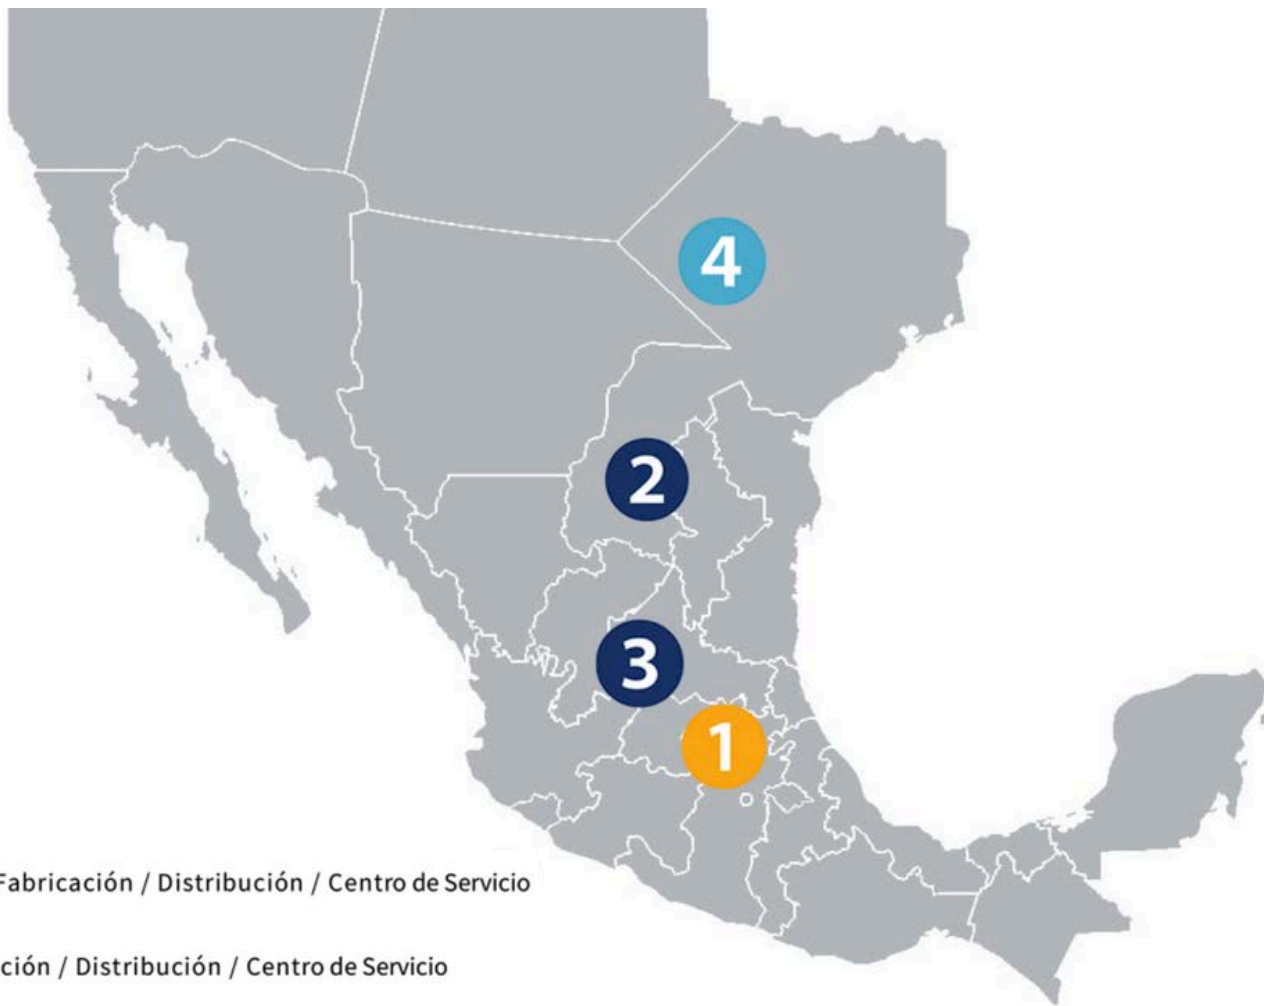 4
2
3
1
Fabricación / Distribución / Centro de Servicio
ción / Distribución / Centro de Servicio